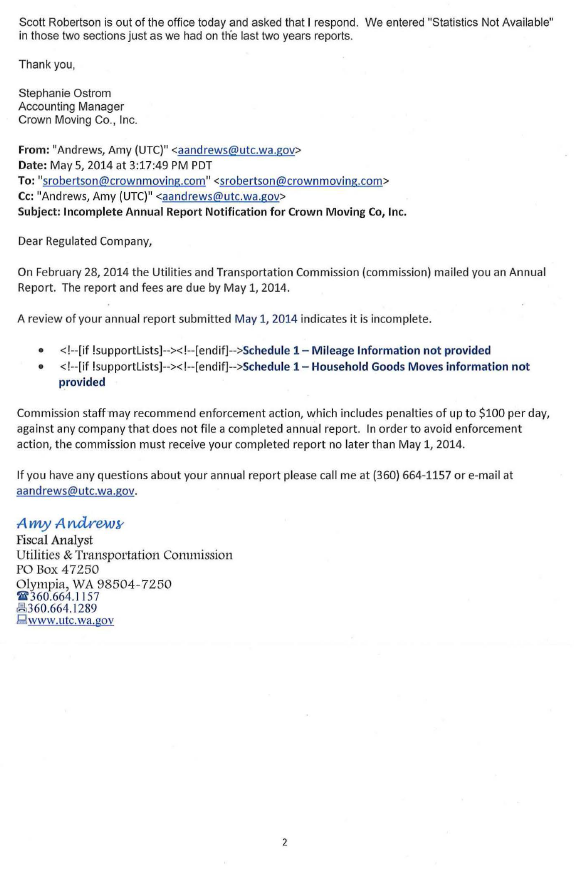 Scott Robertson is out of the office today and asked that I respond. We entered "Statistics Not Available"
in those two sections just as we had on the last two years reports.
Thank you,
Stephanie Ostrom
Accounting Manager
Crown Moving Co., Inc.
From: "Andrews, Amy (UTC)" <aandrews@utc.wa.gov>
Date: May 5, 2014 at 3:17:49 PM PDT
To: "srobertson@crownmoving.com" <srobertson@crownmoving.com>
Cc: "Andrews, Amy (UTC)" <aandrews@utc.wa.gov>
Subject: Incomplete Annual Report Notification for Crown Moving Co, Inc.
Dear Regulated Company,
On February 28, 2014 the Utilities and Transportation Commission (commission) mailed you an Annual
Report. The report and fees are due by May 1, 2014.
A review of your annual report submitted May 1, 2014 indicates it is incomplete.
• <!--[if !supportLists]--><!--[endif]-->Schedule 1 – Mileage Information not provided
• <!--[if !supportLists]--><!--[endif]-->Schedule 1 – Household Goods Moves information not
provided
Commission staff may recommend enforcement action, which includes penalties of up to $100 per day,
against any company that does not file a completed annual report. In order to avoid enforcement
action, the commission must receive your completed report no later than May 1, 2014.
If you have any questions about your annual report please call me at (360) 664-1157 or e-mail at
aandrews@utc.wa.gov.
Amy Andrews
Fiscal Analyst
Utilities & Transportation Commission
PO Box 47250
Olympia, WA 98504-7250
☎360.664.1157
360.664.1289
www.utc.wa.gov
2